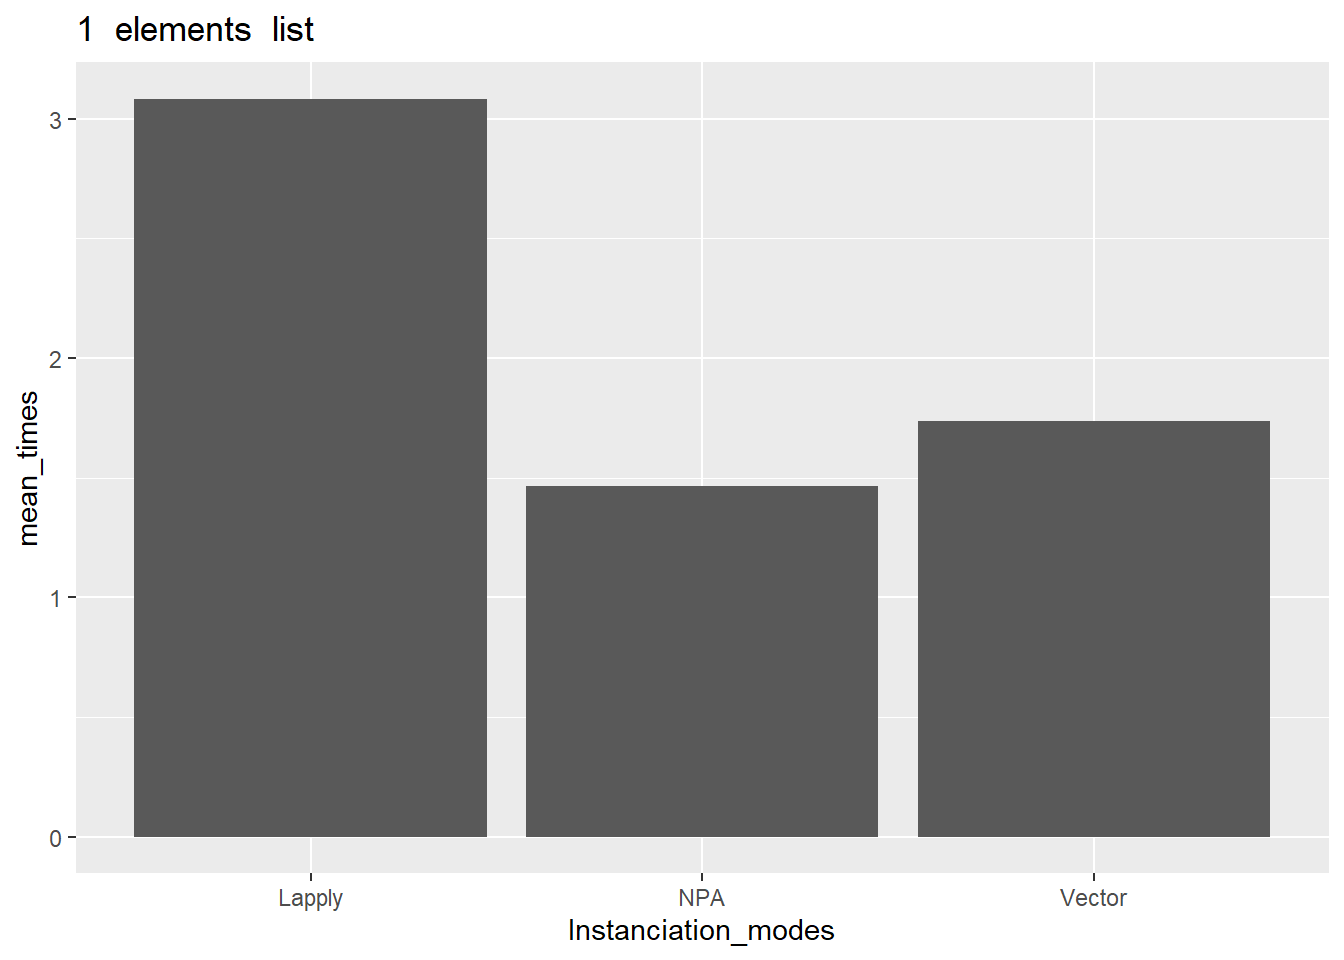 1 elements list
3
2
1
0
mean_times
Lapply
NPA
Vector
Instanciation_modes